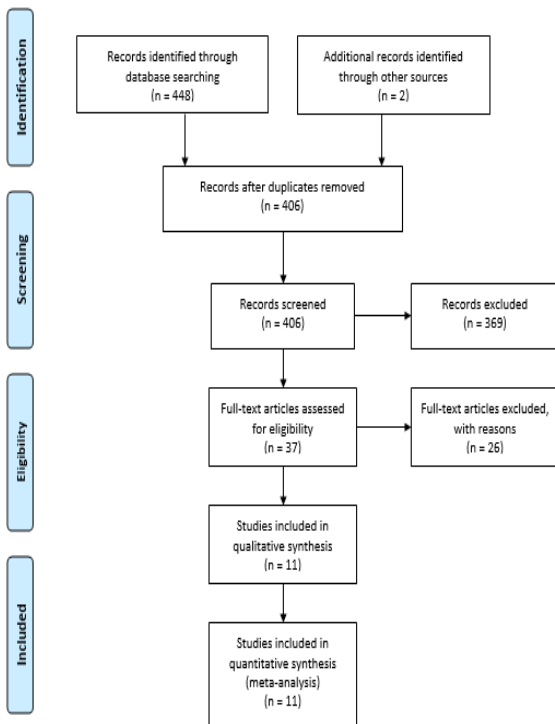 Identification
Records identified through
database searching
(n = 448)
Additional records identified
through other sources
(n = 2)
Screening
Records after duplicates removed
(n = 406)
Records screened
(n = 406)
Records excluded
(n = 369)
Eligibility
Full-text articles assessed
for eligibility
(n = 37)
Full-text articles excluded,
with reasons
(n = 26)
Studies included in
qualitative synthesis
(n = 11)
Included
Studies included in
quantitative synthesis
(meta-analysis)
(n = 11)